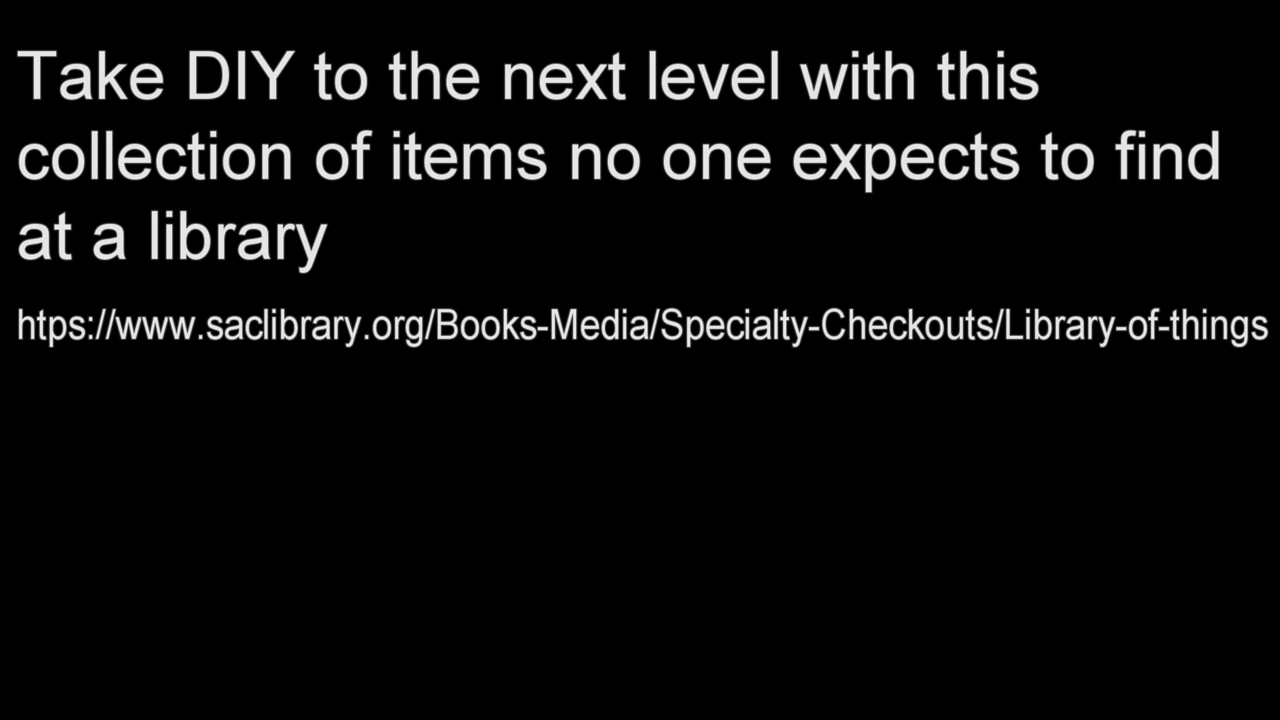 Take DIY to the next level with this
collection of items no one expects to find
at a library
htps://www.saclibrary.org/Books-Media/Specialty-Checkouts/Library-of-things